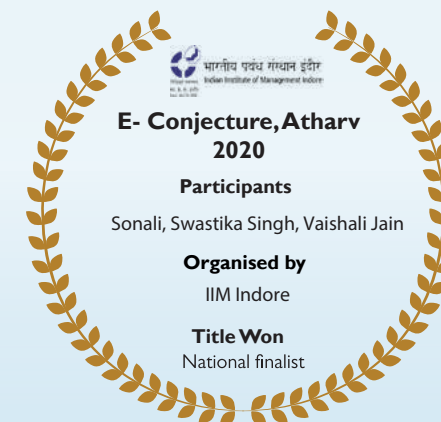 भारतीय प्रबंध संस्थान इंदौर
Indian Institute of Management Indore
E- Conjecture, Atharv
2020
Participants
Sonali, Swastika Singh, Vaishali Jain
Organised by
IIM Indore
Title Won
National finalist